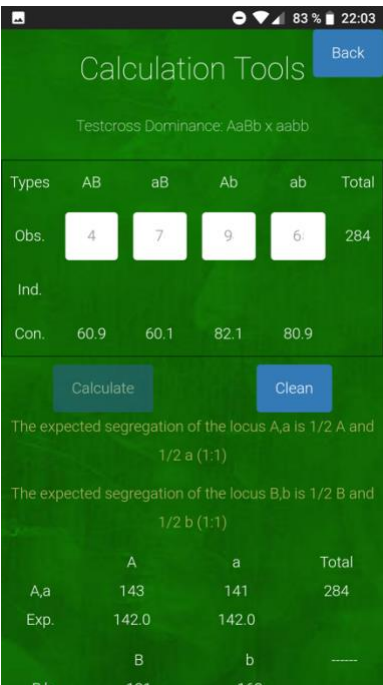 83 % 22:03
Back
Calculation Tools
Testcross Dominance: AaBb x aabb
Types AB aB Ab ab Total
Obs. 4 7 9 6 284
Ind.
Con. 60.9 60.1 82.1 80.9
Calculate Clean
The expected segregation of the locus A,a is 1/2 A and
1/2 a (1:1)
The expected segregation of the locus B,b is 1/2 B and
1/2 b (1:1)
A a Total
A,a 143 141 284
Exp. 142.0 142.0
B b ------